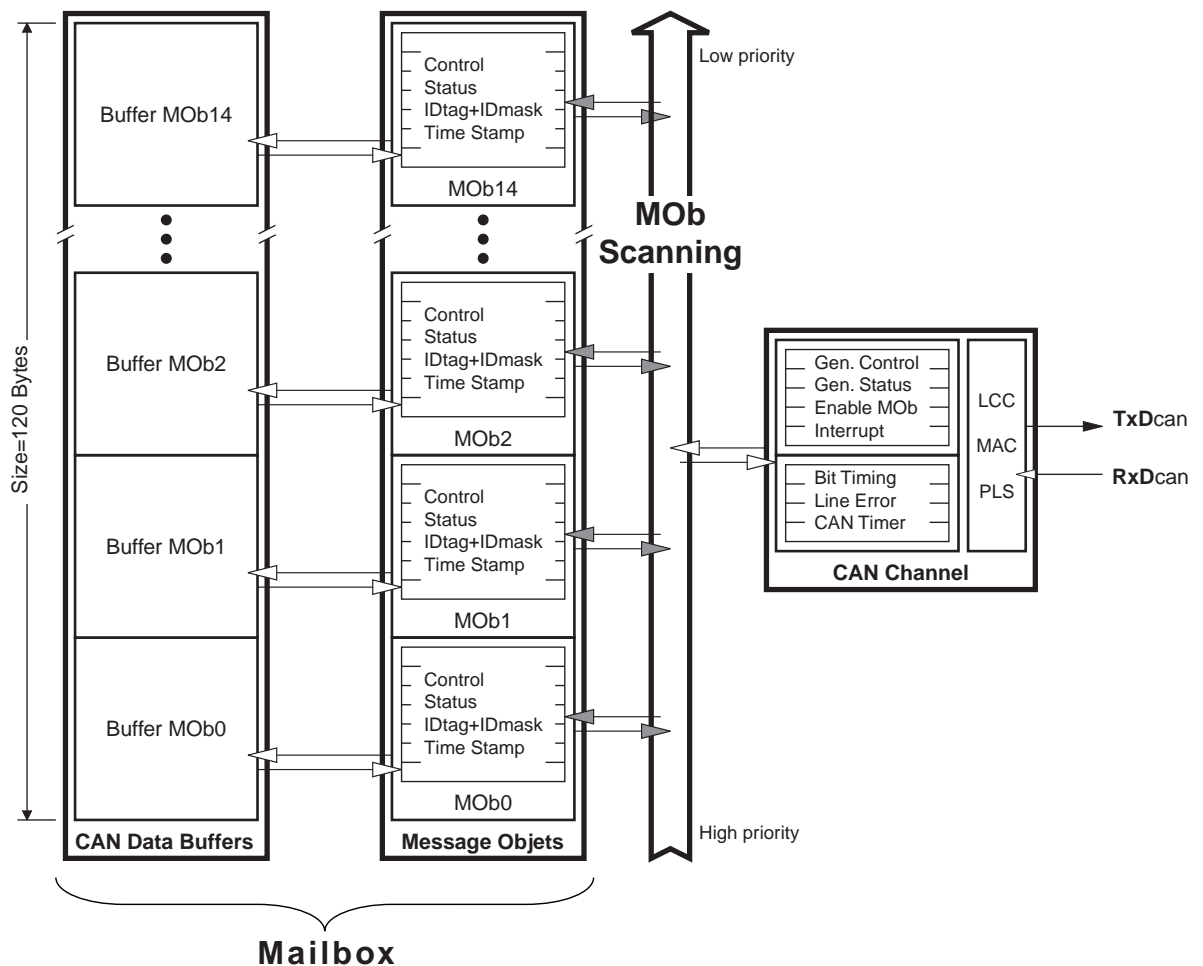 Size=120 Bytes
Buffer MOb14
Buffer MOb2
Buffer MOb1
Buffer MOb0
CAN Data Buffers
Control
Status
IDtag+IDmask
Time Stamp
MOb14
Control
Status
IDtag+IDmask
Time Stamp
MOb2
Control
Status
IDtag+IDmask
Time Stamp
MOb1
Control
Status
IDtag+IDmask
Time Stamp
MOb0
Message Objets
Mailbox
Low priority
MOb
Scanning
High priority
Gen. Control
Gen. Status
Enable MOb
Interrupt
Bit Timing
Line Error
CAN Timer
LCC
MAC
PLS
CAN Channel
TxDcan
RxDcan